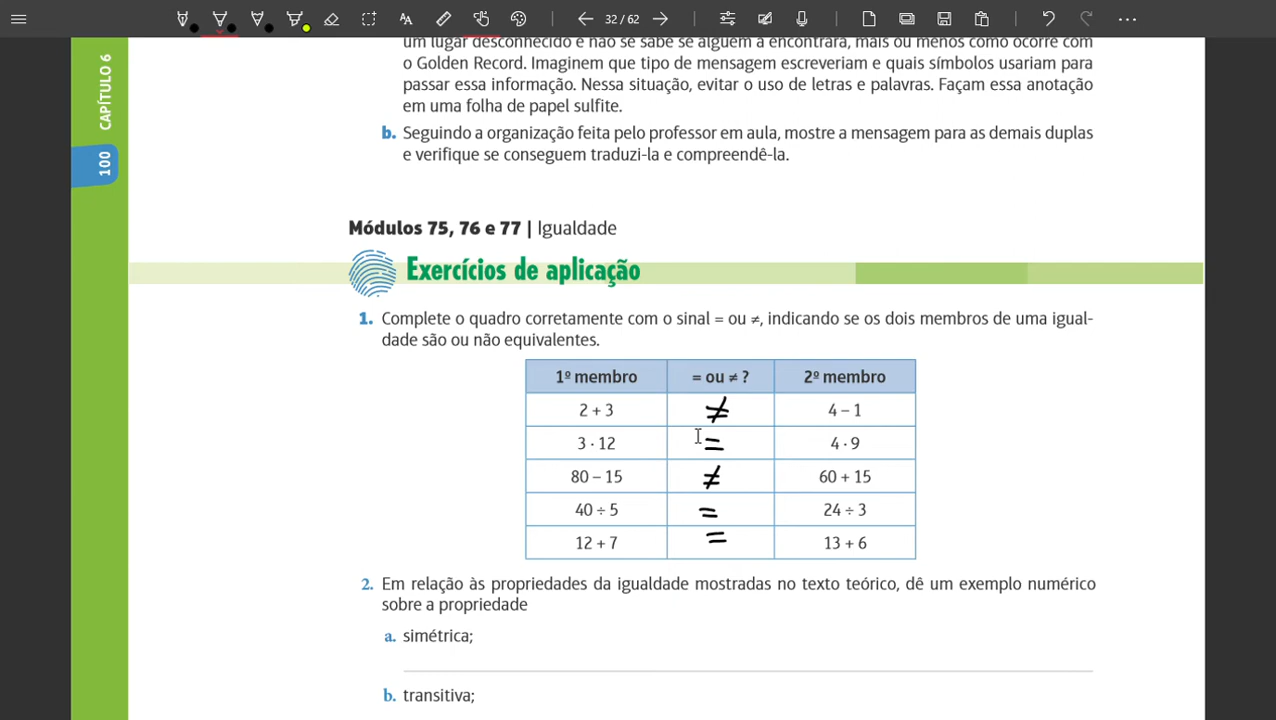 32 / 62
um lugar desconhecido e não se sabe se alguém a encontrará, mais ou menos como ocorre com
o Golden Record. Imaginem que tipo de mensagem escreveriam e quais símbolos usariam para
passar essa informação. Nessa situação, evitar o uso de letras e palavras. Façam essa anotação
em uma folha de papel sulfite.
b. Seguindo a organização feita pelo professor em aula, mostre a mensagem para as demais duplas
e verifique se conseguem traduzi-la e compreendê-la.
CAPÍTULO 6
100
Módulos 75, 76 e 77 | Igualdade
Exercícios de aplicação
1. Complete o quadro corretamente com o sinal = ou ≠, indicando se os dois membros de uma igual-
dade são ou não equivalentes.
1º membro = ou ≠ ? 2º membro
2 + 3 ≠ 4 – 1
3 · 12 = 4 · 9
80 – 15 ≠ 60 + 15
40 ÷ 5 = 24 ÷ 3
12 + 7 = 13 + 6
2. Em relação às propriedades da igualdade mostradas no texto teórico, dê um exemplo numérico
sobre a propriedade
a. simétrica;
b. transitiva;